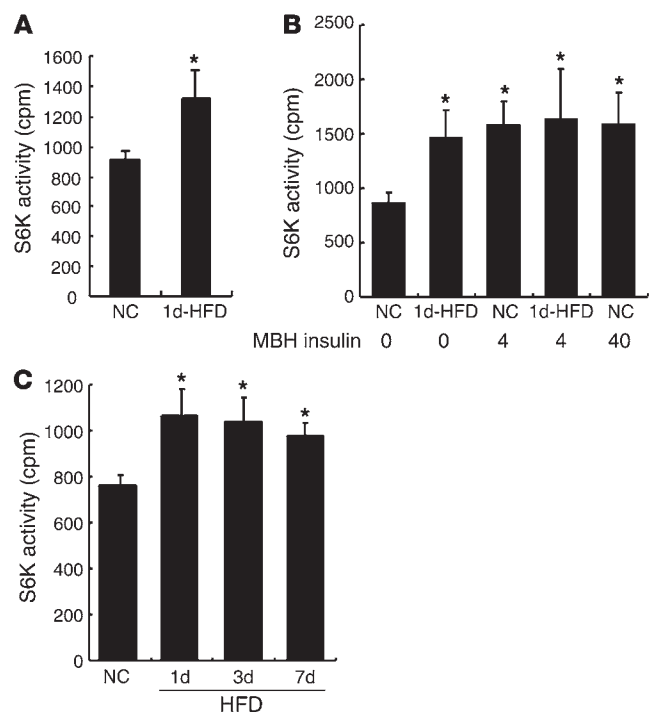 A
S6K activity (cpm)
1600
1400
1200
1000
800
600
400
200
0
*
NC 1d-HFD
B
S6K activity (cpm)
2500
2000
1500
1000
500
0
* * * *
NC 1d-HFD NC 1d-HFD NC
MBH insulin 0 0 4 4 40
C
S6K activity (cpm)
1200
1000
800
600
400
200
0
* * *
NC 1d 3d 7d
HFD